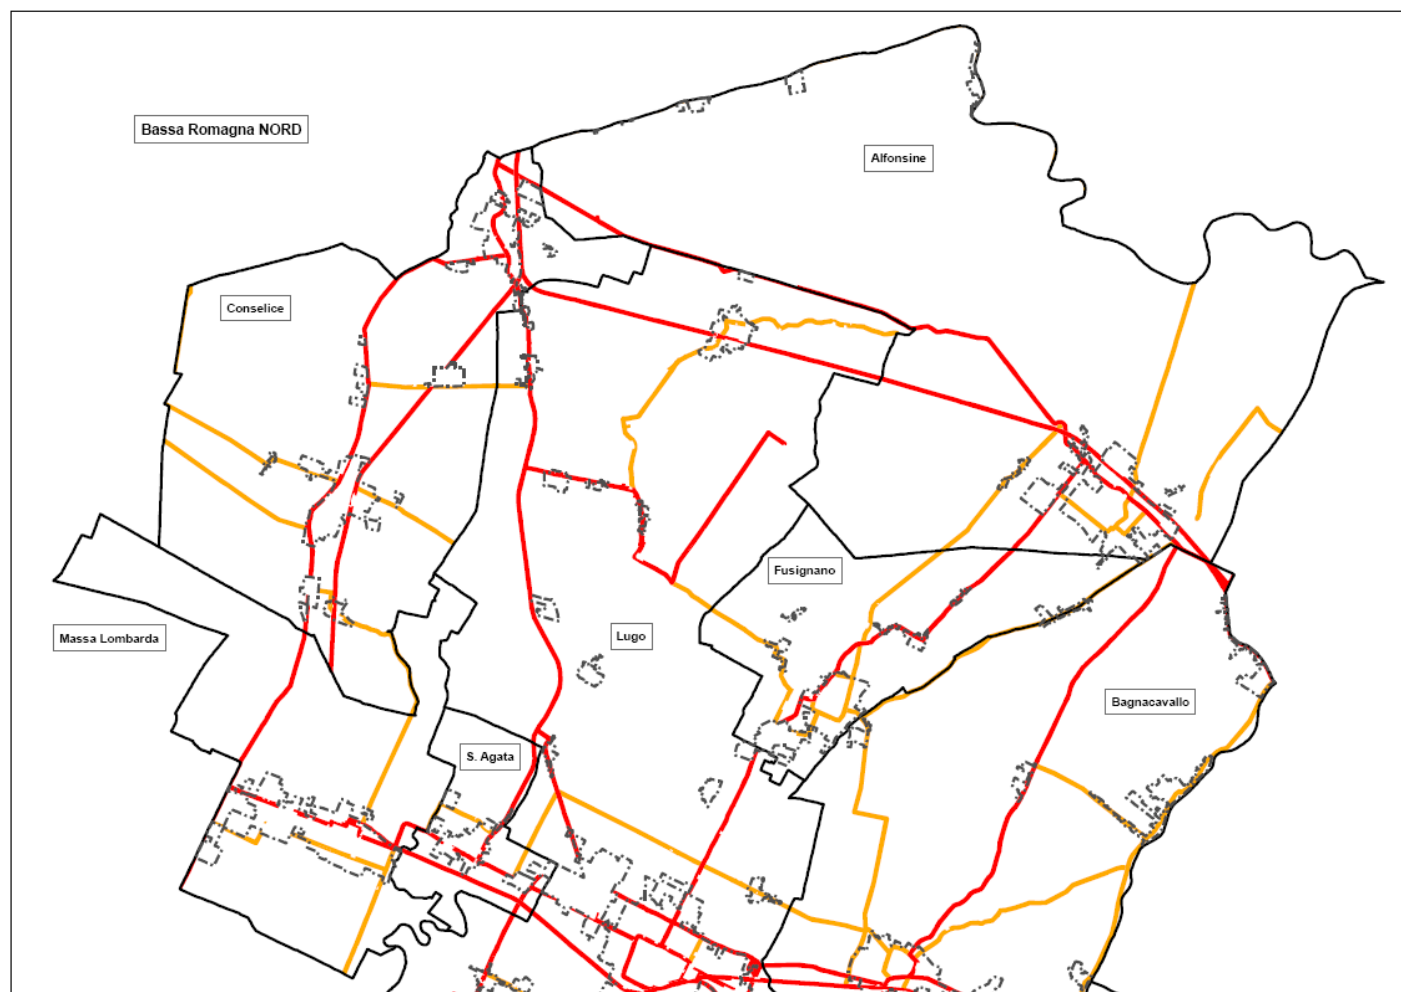 Bassa Romagna NORD
Alfonsine
Conselice
Fusignano
Massa Lombarda
Lugo
Bagnacavallo
S. Agata